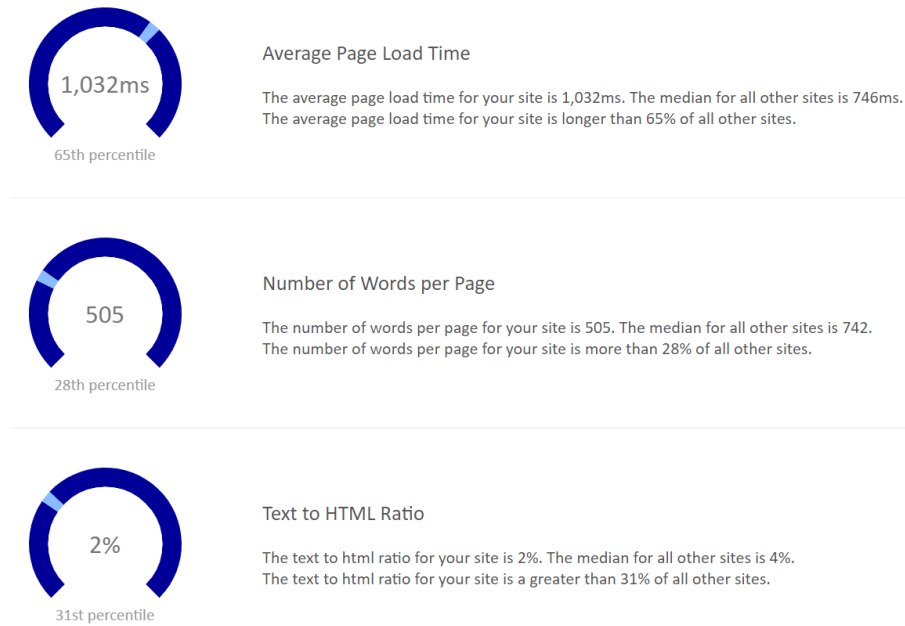 1,032ms
65th percentile
Average Page Load Time
The average page load time for your site is 1,032ms. The median for all other sites is 746ms.
The average page load time for your site is longer than 65% of all other sites.
505
28th percentile
Number of Words per Page
The number of words per page for your site is 505. The median for all other sites is 742.
The number of words per page for your site is more than 28% of all other sites.
2%
31st percentile
Text to HTML Ratio
The text to html ratio for your site is 2%. The median for all other sites is 4%.
The text to html ratio for your site is a greater than 31% of all other sites.